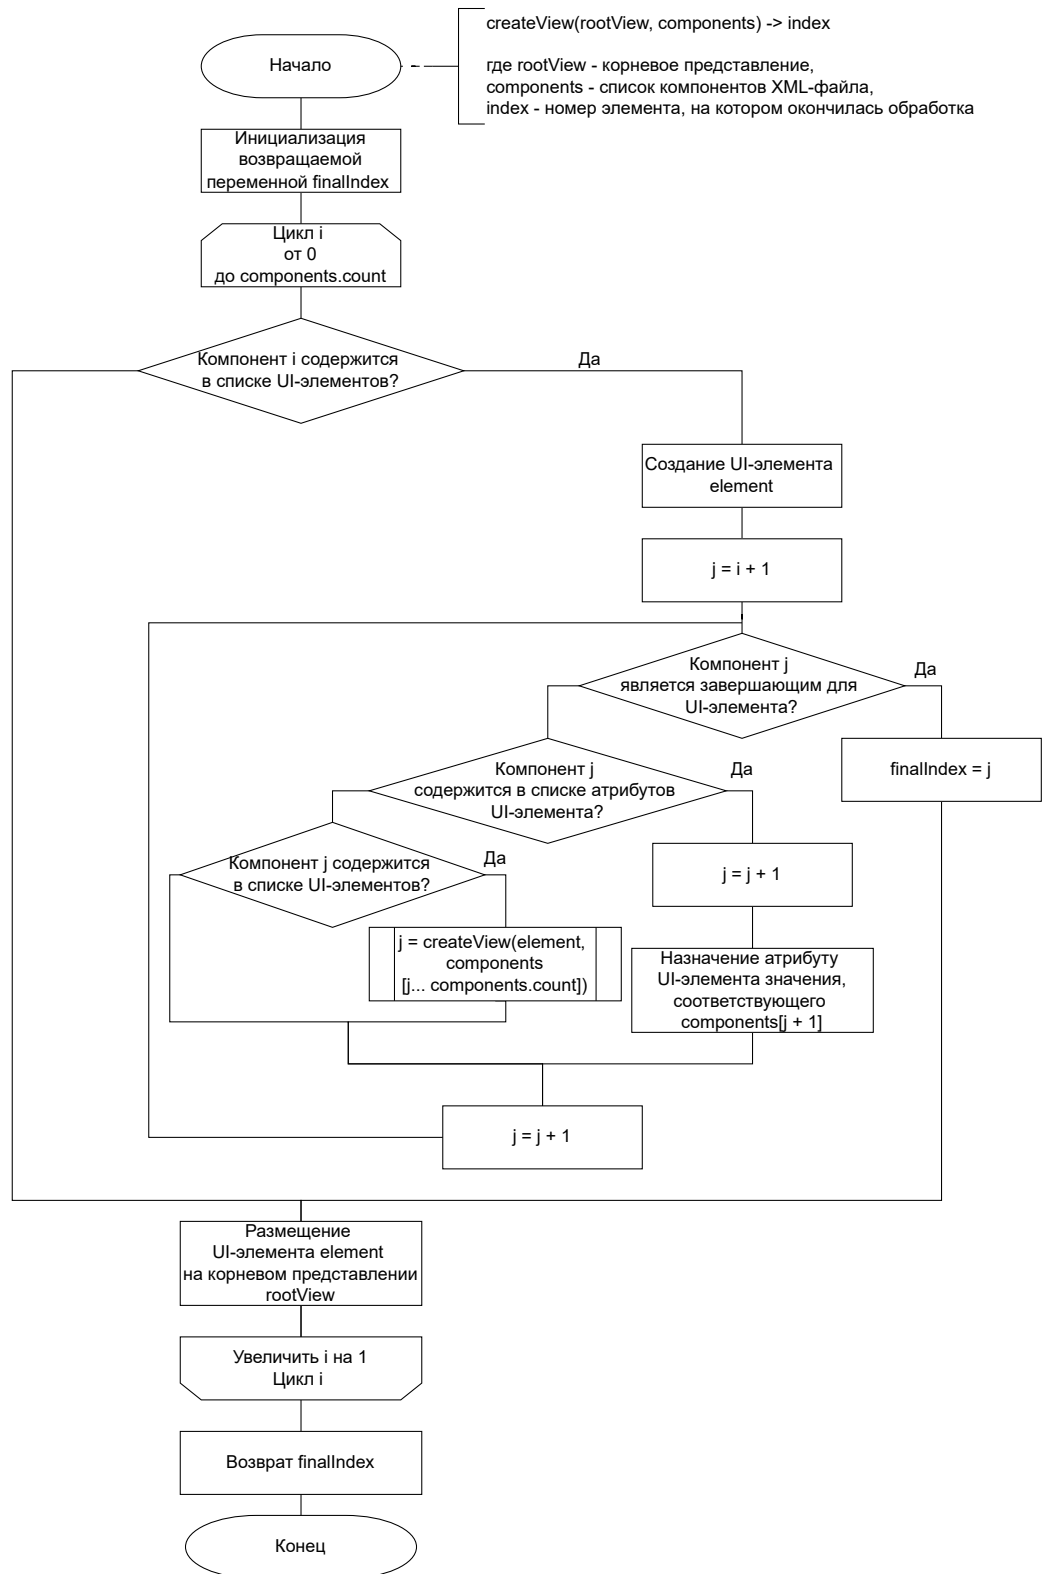 createView(rootView, components) -> index
где rootView - корневое представление,
components - список компонентов XML-файла,
index - номер элемента, на котором окончилась обработка
Начало
Инициализация
возвращаемой
переменной finalIndex
Цикл i
от 0
до components.count
Компонент i содержится
в списке UI-элементов?
Да
Создание UI-элемента
element
j = i + 1
Компонент j
является завершающим для
UI-элемента?
Да
finalIndex = j
Компонент j
содержится в списке атрибутов
UI-элемента?
Да
Компонент j содержится
в списке UI-элементов?
Да
j = j + 1
j = createView(element,
components
[j... components.count])
Назначение атрибуту
UI-элемента значения,
соответствующего
components[j + 1]
j = j + 1
Размещение
UI-элемента element
на корневом представлении
rootView
Увеличить i на 1
Цикл i
Возврат finalIndex
Конец